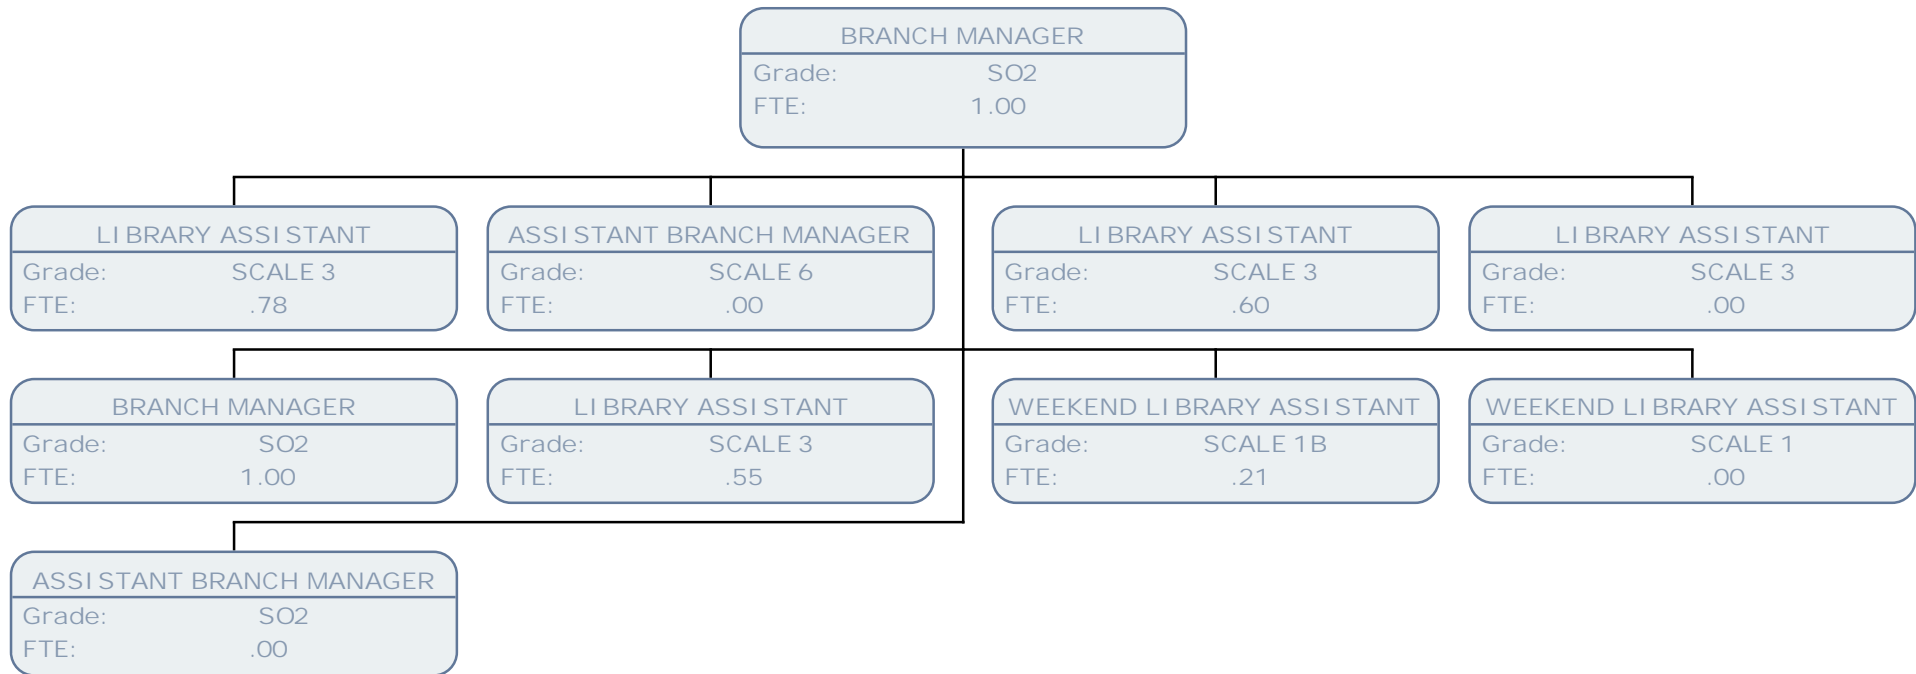 BRANCH MANAGER
Grade: SO2
FTE: 1.00
LIBRARY ASSISTANT
Grade: SCALE 3
FTE: .78
ASSISTANT BRANCH MANAGER
Grade: SCALE 6
FTE: .00
LIBRARY ASSISTANT
Grade: SCALE 3
FTE: .60
LIBRARY ASSISTANT
Grade: SCALE 3
FTE: .00
BRANCH MANAGER
Grade: SO2
FTE: 1.00
LIBRARY ASSISTANT
Grade: SCALE 3
FTE: .55
WEEKEND LIBRARY ASSISTANT
Grade: SCALE 1B
FTE: .21
WEEKEND LIBRARY ASSISTANT
Grade: SCALE 1
FTE: .00
ASSISTANT BRANCH MANAGER
Grade: SO2
FTE: .00